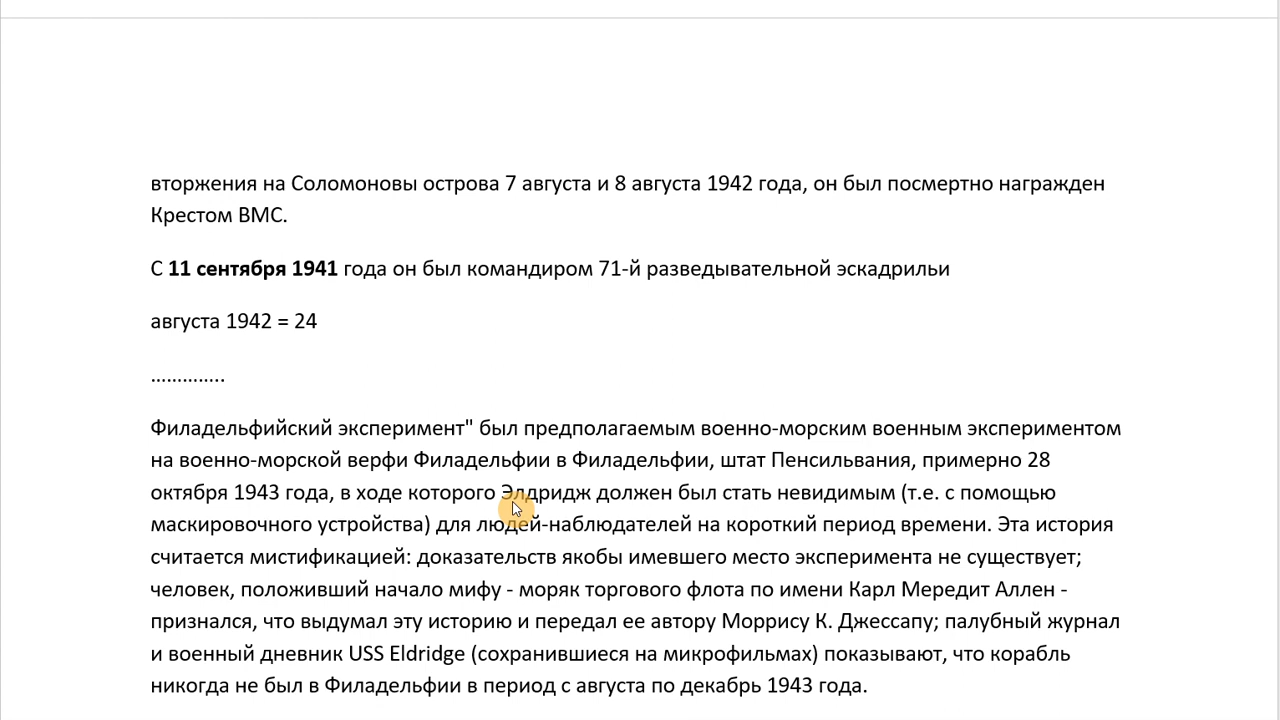 вторжения на Соломоновы острова 7 августа и 8 августа 1942 года, он был посмертно награжден
Крестом ВМС.
С 11 сентября 1941 года он был командиром 71-й разведывательной эскадрильи
августа 1942 = 24
…………..
Филадельфийский эксперимент" был предполагаемым военно-морским военным экспериментом
на военно-морской верфи Филадельфии в Филадельфии, штат Пенсильвания, примерно 28
октября 1943 года, в ходе которого Элдридж должен был стать невидимым (т.е. с помощью
маскировочного устройства) для людей-наблюдателей на короткий период времени. Эта история
считается мистификацией: доказательств якобы имевшего место эксперимента не существует;
человек, положивший начало мифу - моряк торгового флота по имени Карл Мередит Аллен -
признался, что выдумал эту историю и передал ее автору Моррису К. Джессапу; палубный журнал
и военный дневник USS Eldridge (сохранившиеся на микрофильмах) показывают, что корабль
никогда не был в Филадельфии в период с августа по декабрь 1943 года.